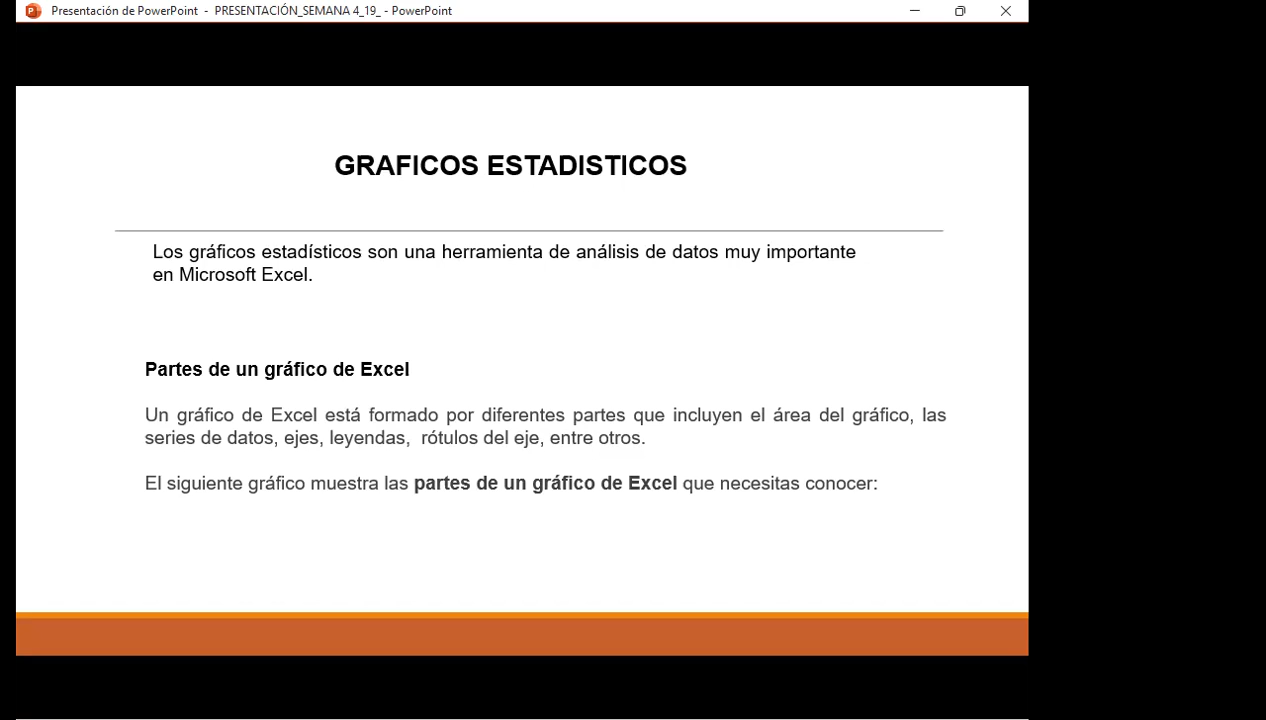 Presentación de PowerPoint - PRESENTACIÓN_SEMANA 4_19_ - PowerPoint
GRAFICOS ESTADISTICOS
Los gráficos estadísticos son una herramienta de análisis de datos muy importante
en Microsoft Excel.
Partes de un gráfico de Excel
Un gráfico de Excel está formado por diferentes partes que incluyen el área del gráfico, las
series de datos, ejes, leyendas, rótulos del eje, entre otros.
El siguiente gráfico muestra las partes de un gráfico de Excel que necesitas conocer: